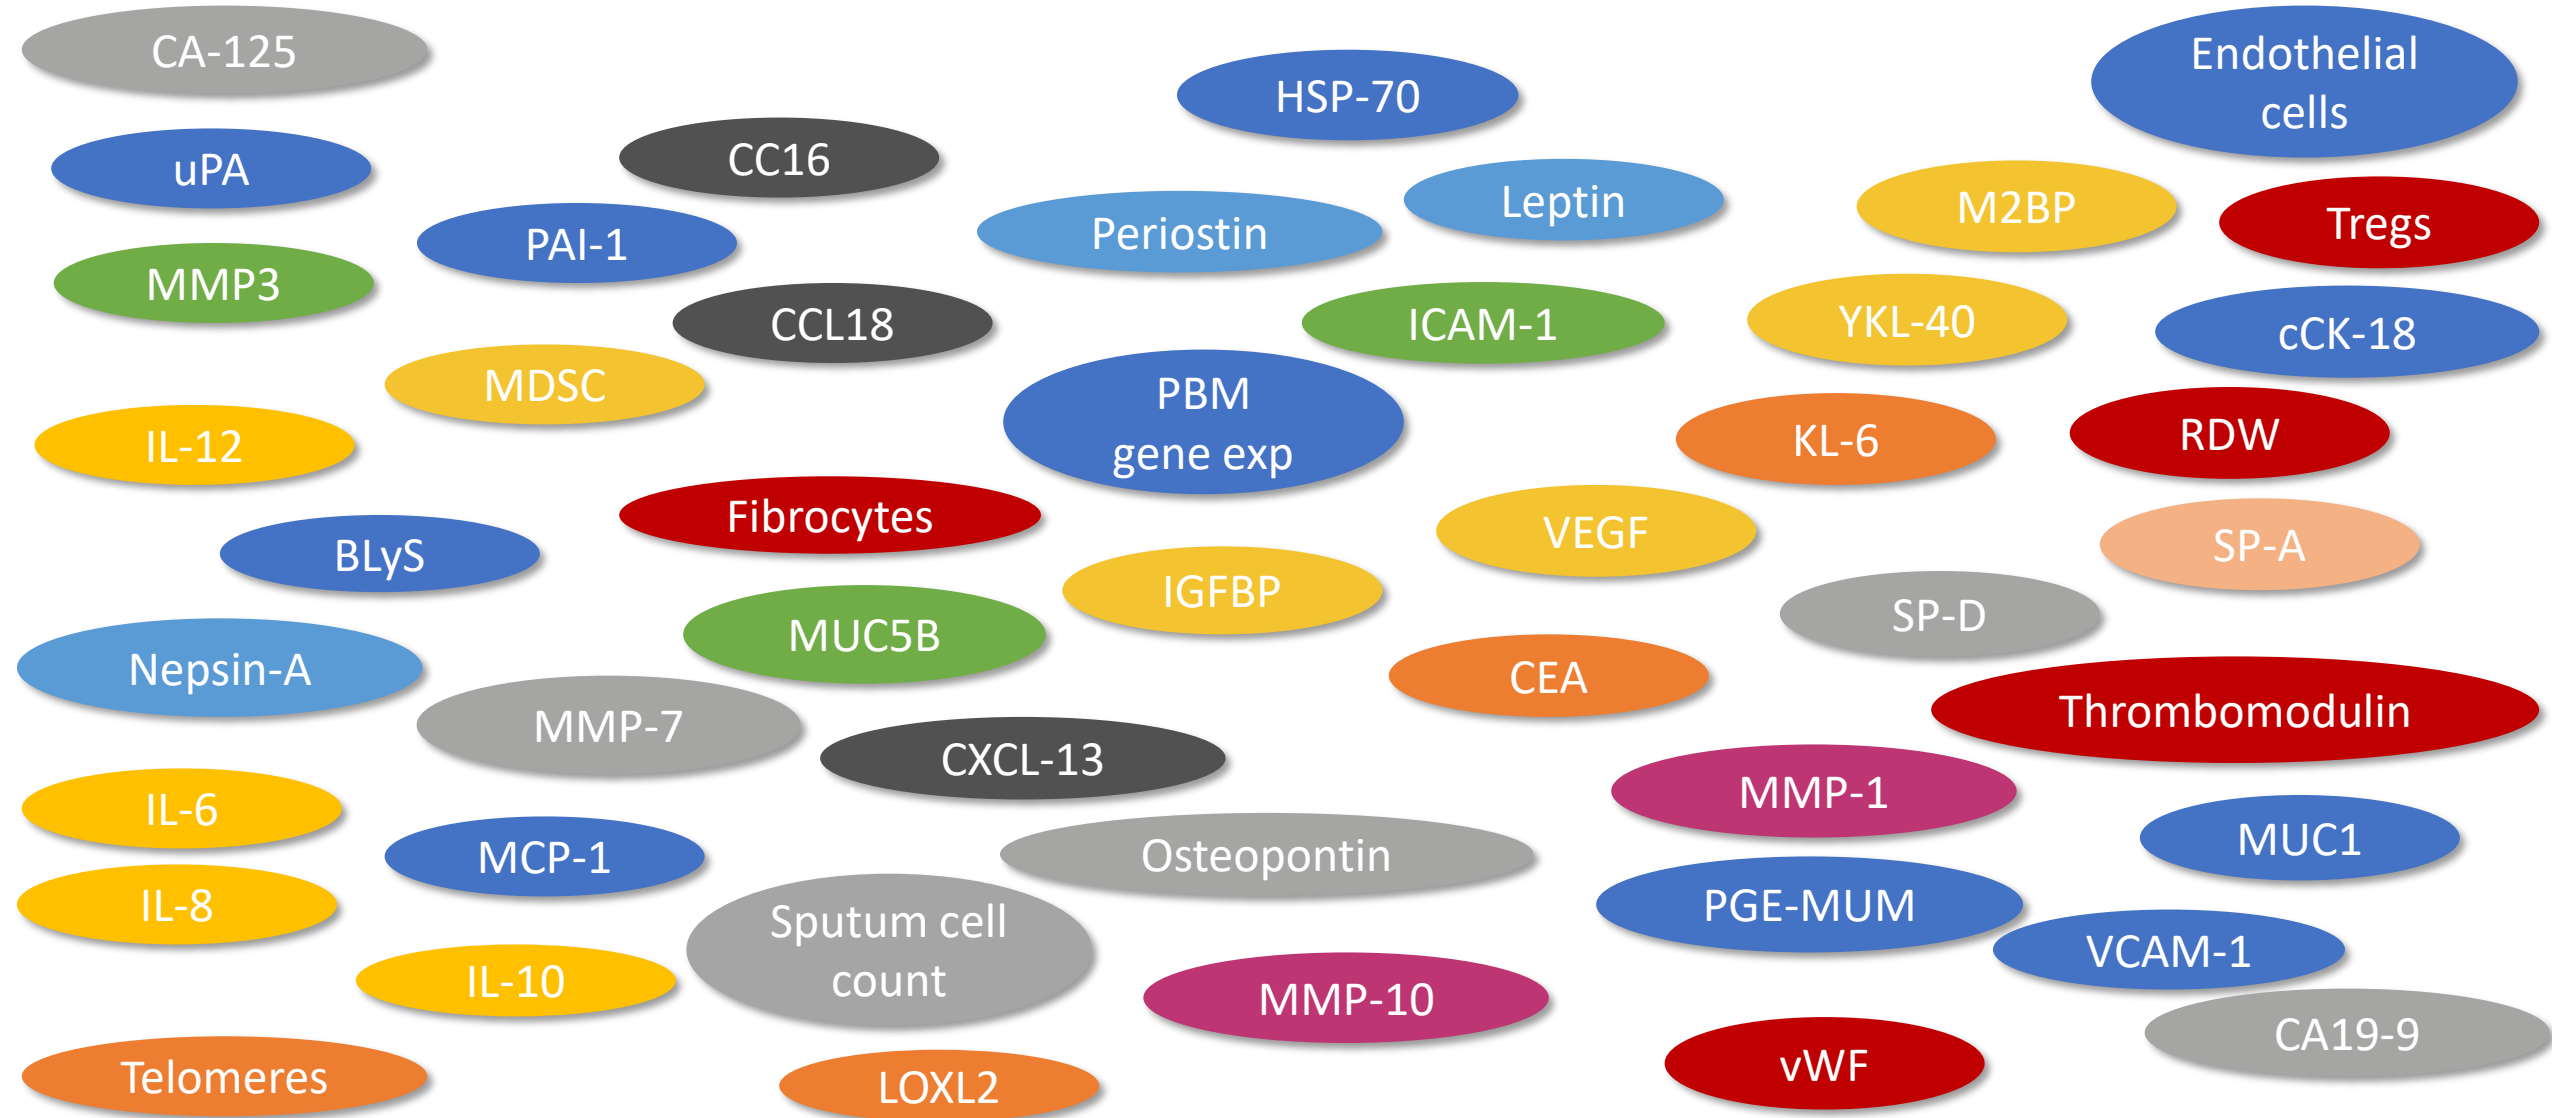 CA-125
HSP-70
Endothelial
cells
uPA
CC16
Leptin
M2BP
Tregs
PAI-1
Periostin
MMP3
CCL18
ICAM-1
YKL-40
cCK-18
MDSC
PBM
gene exp
IL-12
KL-6
RDW
Fibrocytes
VEGF
SP-A
BLyS
IGFBP
SP-D
MUC5B
Nepsin-A
CEA
Thrombomodulin
MMP-7
CXCL-13
MMP-1
IL-6
MCP-1
Osteopontin
MUC1
IL-8
Sputum cell
count
PGE-MUM
VCAM-1
IL-10
MMP-10
CA19-9
Telomeres
LOXL2
vWF